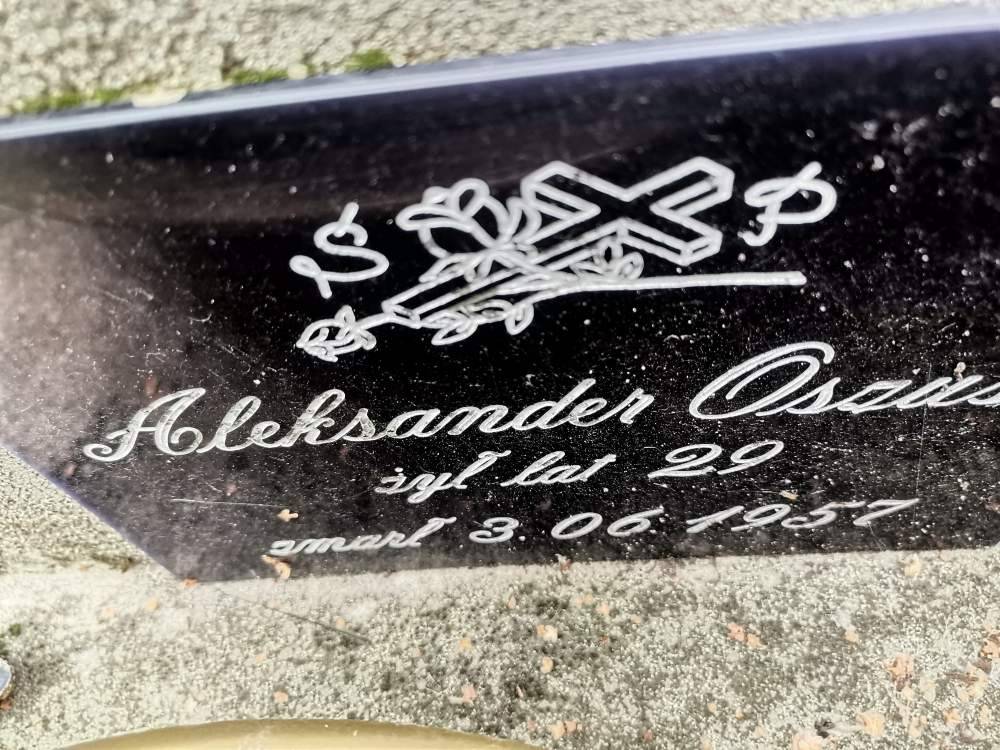 Ś P
Aleksander
żył lat 29
zmarł 3.06.1957